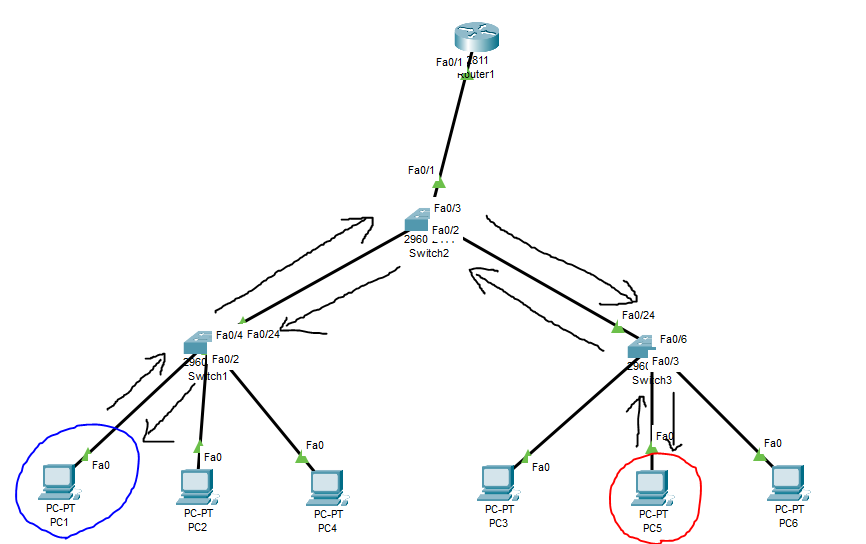 Fa0/1
2811
Router1
Fa0/1
Fa0/3
Fa0/2
2960
Switch2
Fa0/4
Fa0/24
Fa0/2
2960
Switch1
Fa0/24
Fa0/6
Fa0/3
2960
Switch3
Fa0
Fa0
Fa0
Fa0
Fa0
Fa0
PC-PT
PC1
PC-PT
PC2
PC-PT
PC4
PC-PT
PC3
PC-PT
PC5
PC-PT
PC6